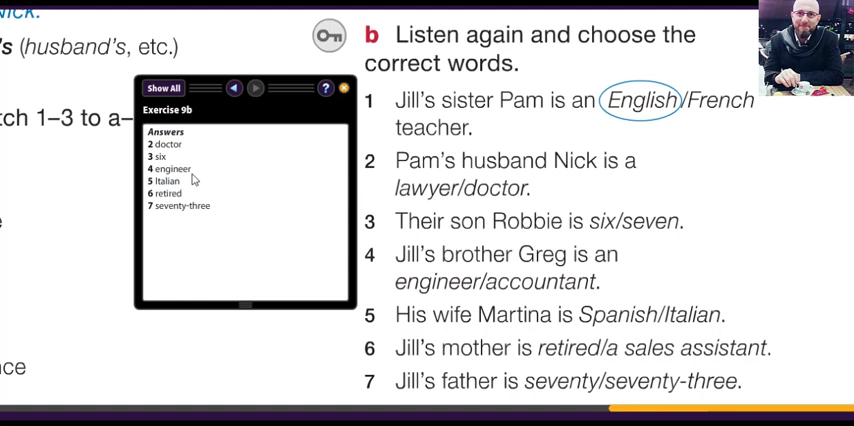 Nick.
's (husband's, etc.)
tch 1–3 to a–
e
nce
Show All
?
Exercise 9b
Answers
2 doctor
3 six
4 engineer
5 Italian
6 retired
7 seventy-three
b Listen again and choose the
correct words.
1 Jill's sister Pam is an English/French
teacher.
2 Pam's husband Nick is a
lawyer/doctor.
3 Their son Robbie is six/seven.
4 Jill's brother Greg is an
engineer/accountant.
5 His wife Martina is Spanish/Italian.
6 Jill's mother is retired/a sales assistant.
7 Jill's father is seventy/seventy-three.